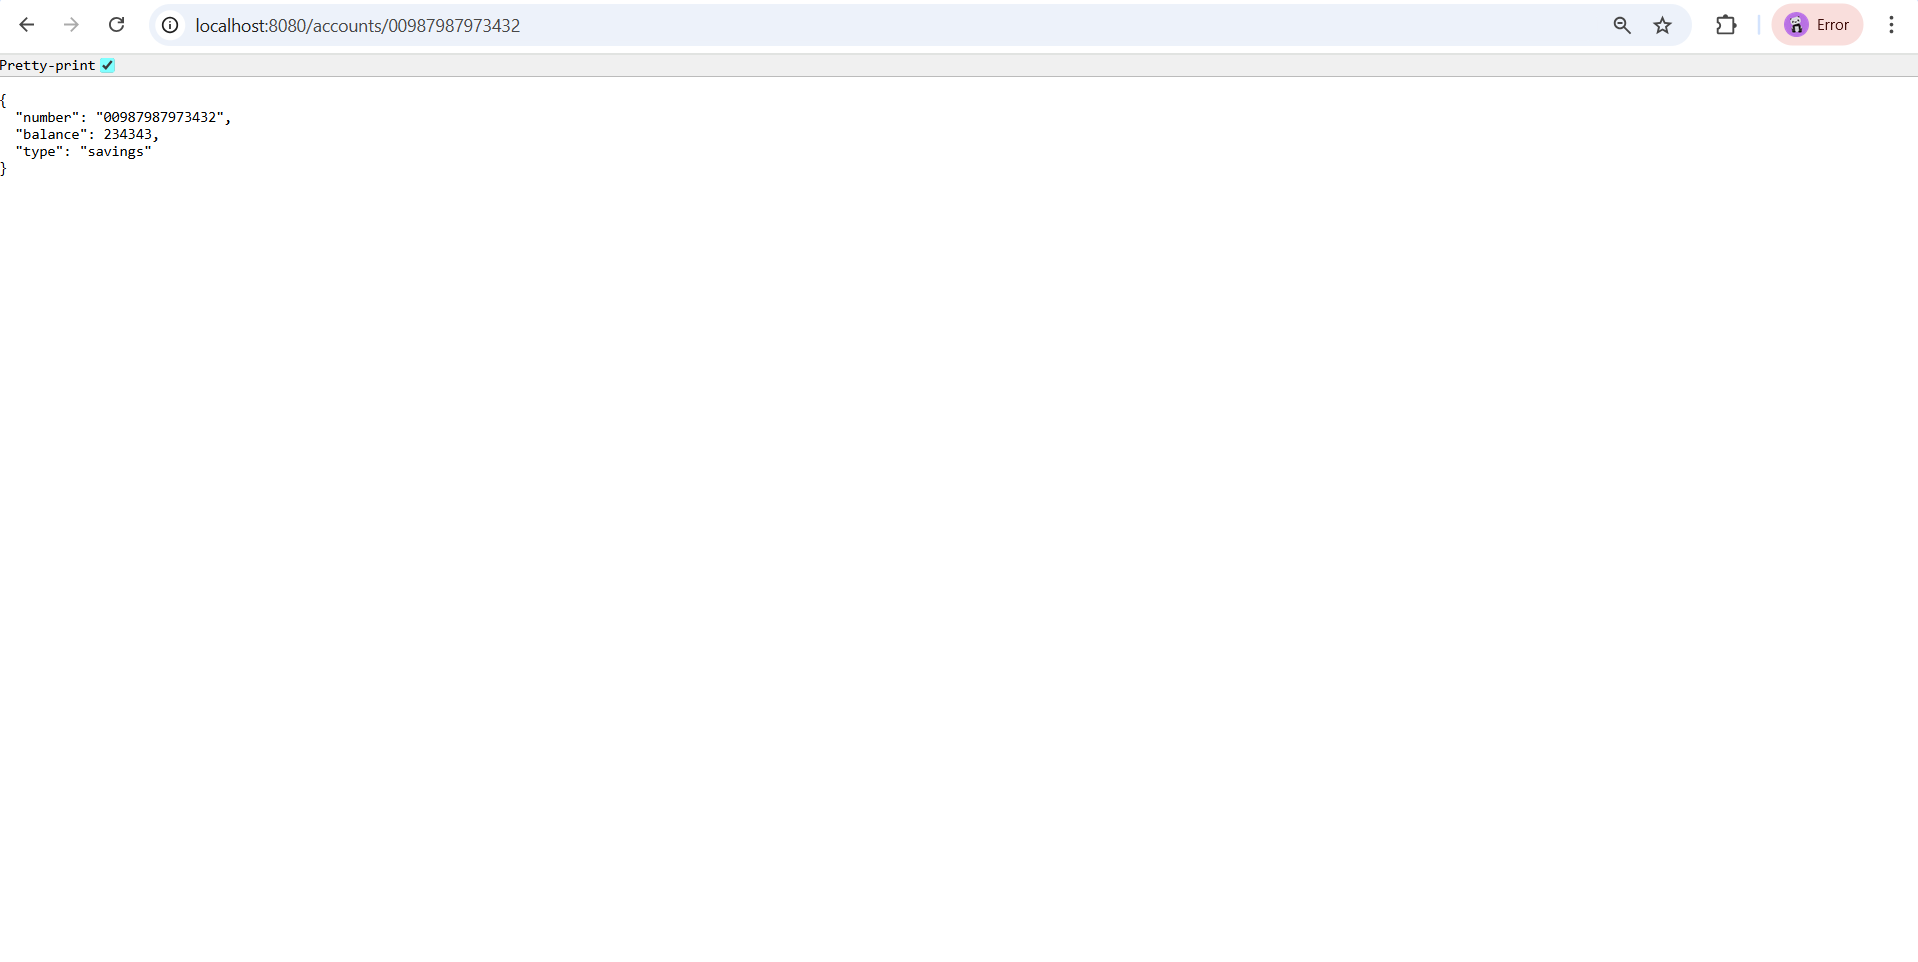 localhost:8080/accounts/00987987973432
Error
Pretty-print
{
  "number": "00987987973432",
  "balance": 234343,
  "type": "savings"
}